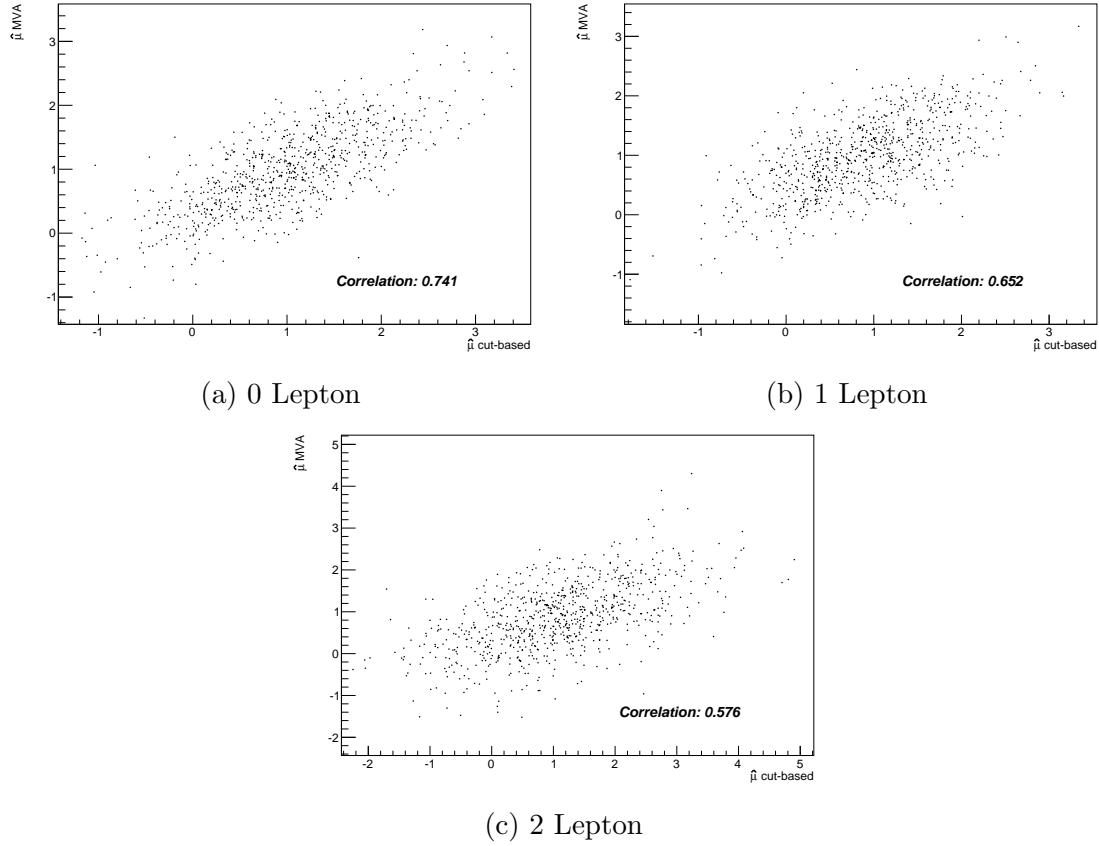 μ̂ MVA
3
2
1
0
-1
-1 0 1 2 3
μ̂ cut-based
Correlation: 0.741
(a) 0 Lepton
μ̂ MVA
3
2
1
0
-1
-1 0 1 2 3
μ̂ cut-based
Correlation: 0.652
(b) 1 Lepton
μ̂ MVA
5
4
3
2
1
0
-1
-2
-2 -1 0 1 2 3 4 5
μ̂ cut-based
Correlation: 0.576
(c) 2 Lepton